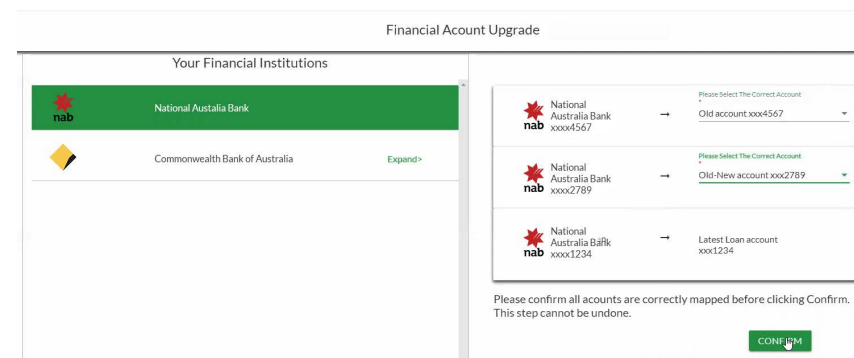 Financial Acount Upgrade
Your Financial Institutions
nab
National Austalia Bank
Commonwealth Bank of Australia
Expand>
nab
National
Australia Bank
xxxx4567
→
Please Select The Correct Account
*
Old account xxx4567
nab
National
Australia Bank
xxxx2789
→
Please Select The Correct Account
*
Old-New account xxx2789
nab
National
Australia Bank
xxxx1234
→
Latest Loan account
xxx1234
Please confirm all acounts are correctly mapped before clicking Confirm.
This step cannot be undone.
CONFIRM